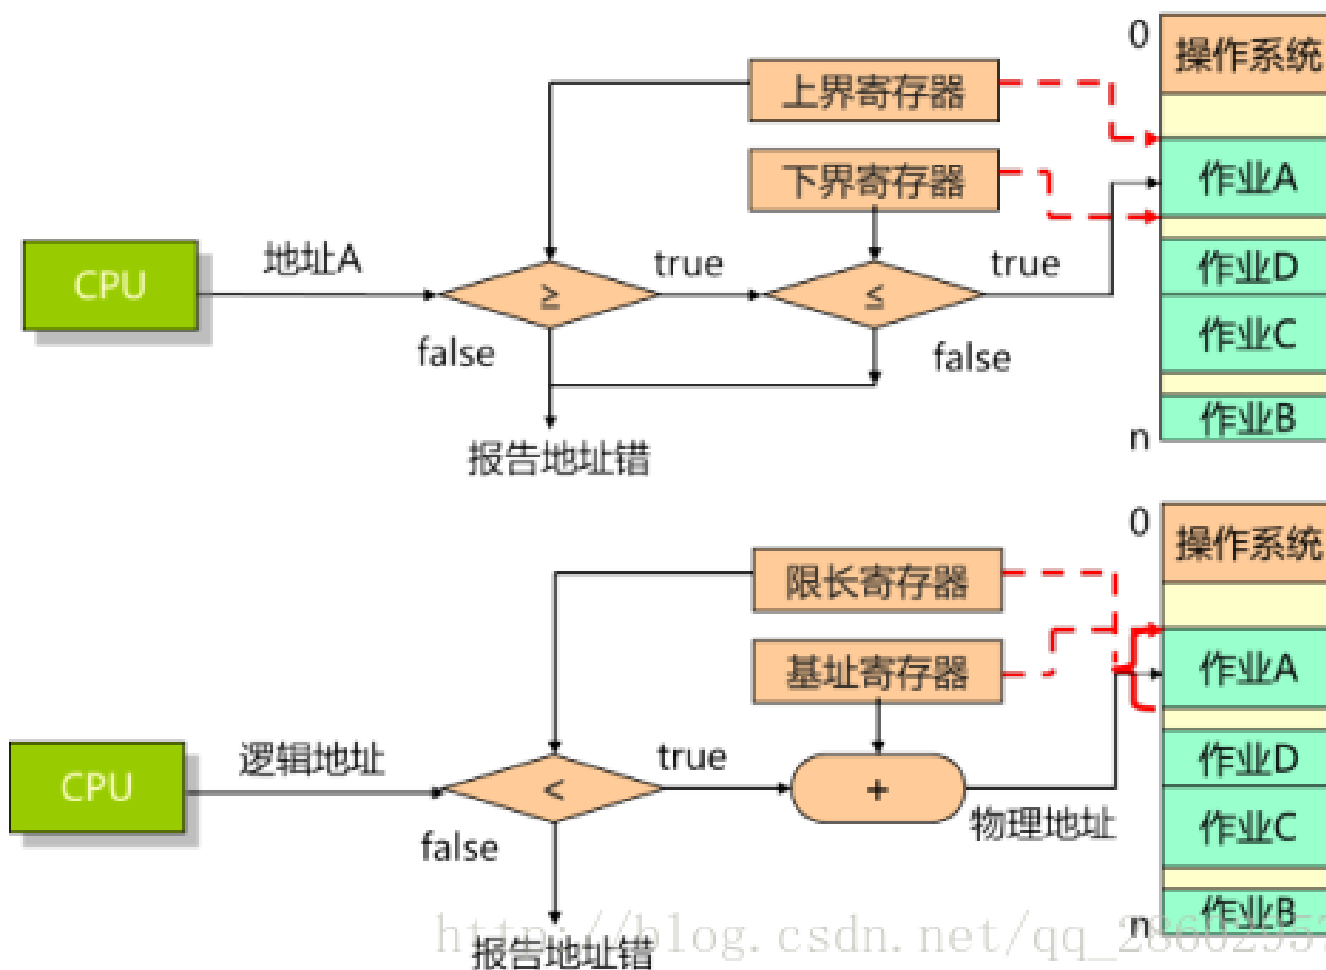 0
操作系统
上界寄存器
下界寄存器
作业A
CPU
地址A
≥
true
≤
true
作业D
false
false
作业C
报告地址错
作业B
n
0
操作系统
限长寄存器
基址寄存器
作业A
CPU
逻辑地址
<
true
+
物理地址
作业D
false
作业C
报告地址错
作业B
n